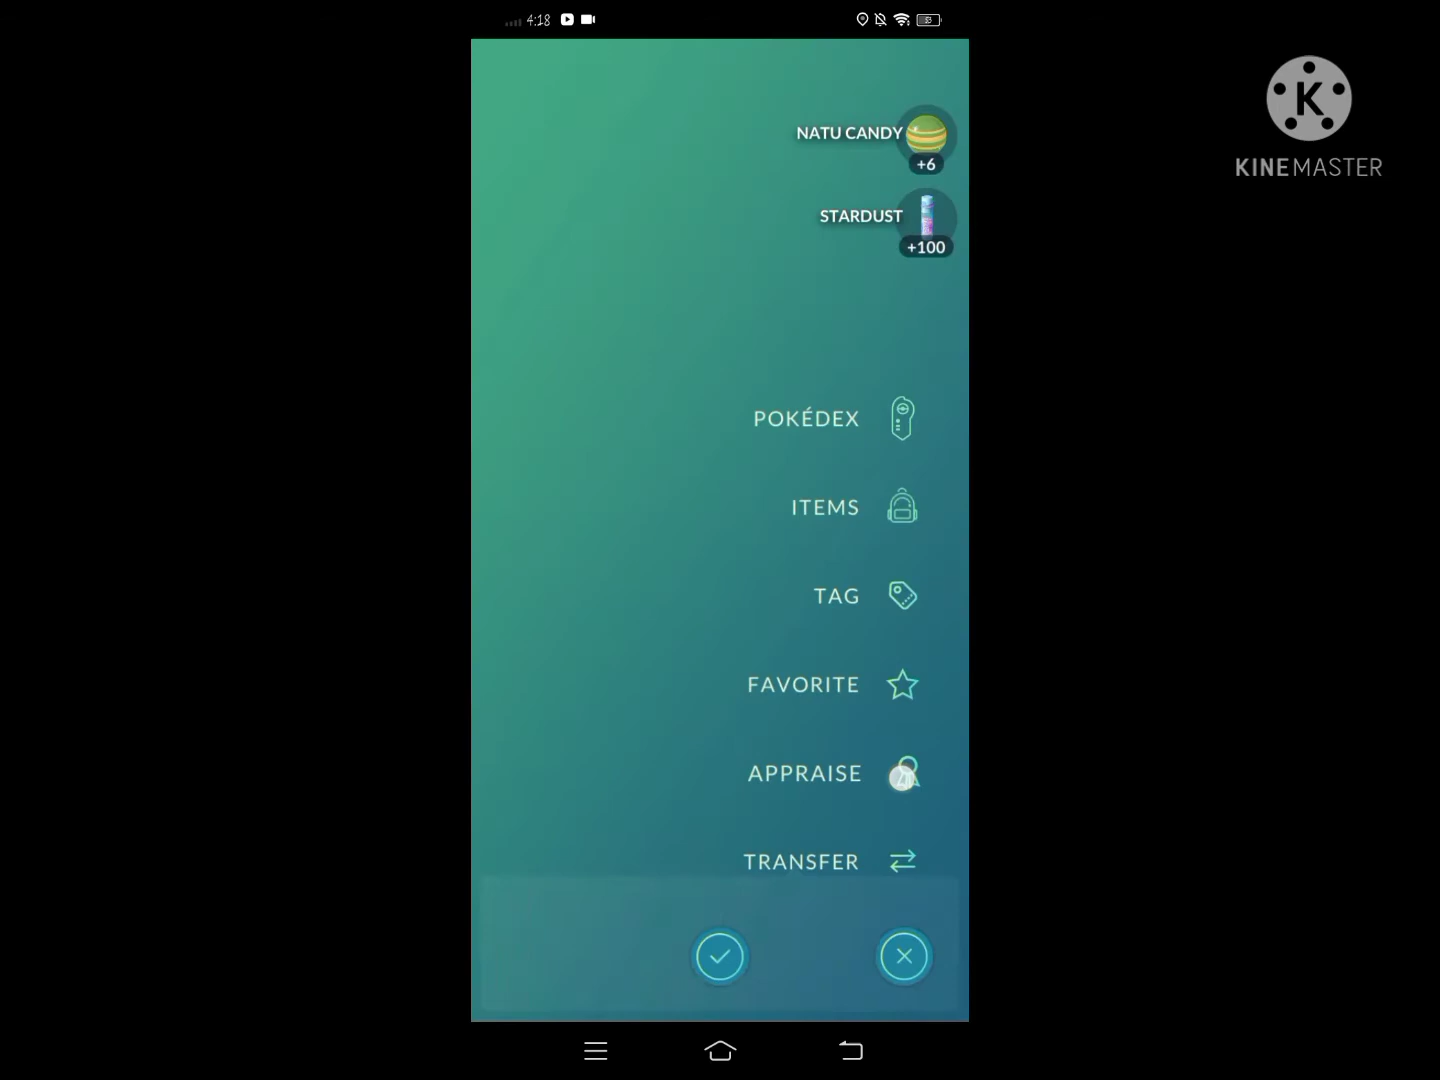 4:18
K
KINEMASTER
NATU CANDY
+6
STARDUST
+100
POKÉDEX
ITEMS
TAG
FAVORITE
APPRAISE
TRANSFER